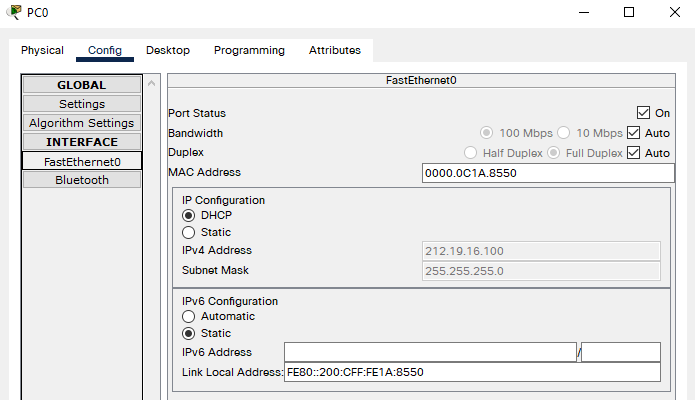 PC0
Physical Config Desktop Programming Attributes
GLOBAL
Settings
Algorithm Settings
INTERFACE
FastEthernet0
Bluetooth
FastEthernet0
Port Status On
Bandwidth 100 Mbps 10 Mbps Auto
Duplex Half Duplex Full Duplex Auto
MAC Address 0000.0C1A.8550
IP Configuration
DHCP
Static
IPv4 Address 212.19.16.100
Subnet Mask 255.255.255.0
IPv6 Configuration
Automatic
Static
IPv6 Address /
Link Local Address: FE80::200:CFF:FE1A:8550